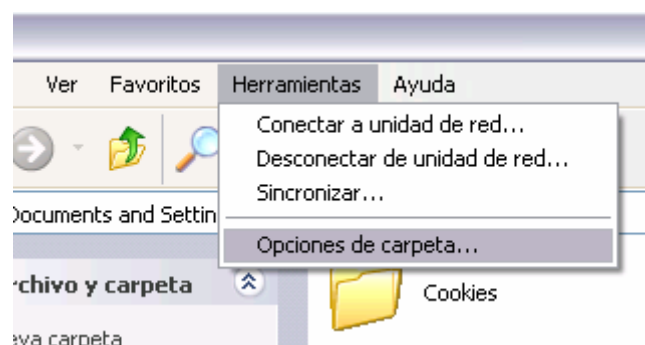 Ver Favoritos Herramientas Ayuda
Conectar a unidad de red...
Desconectar de unidad de red...
Sincronizar...
Documents and Settin
Opciones de carpeta...
rchivo y carpeta
Cookies
eva carpeta